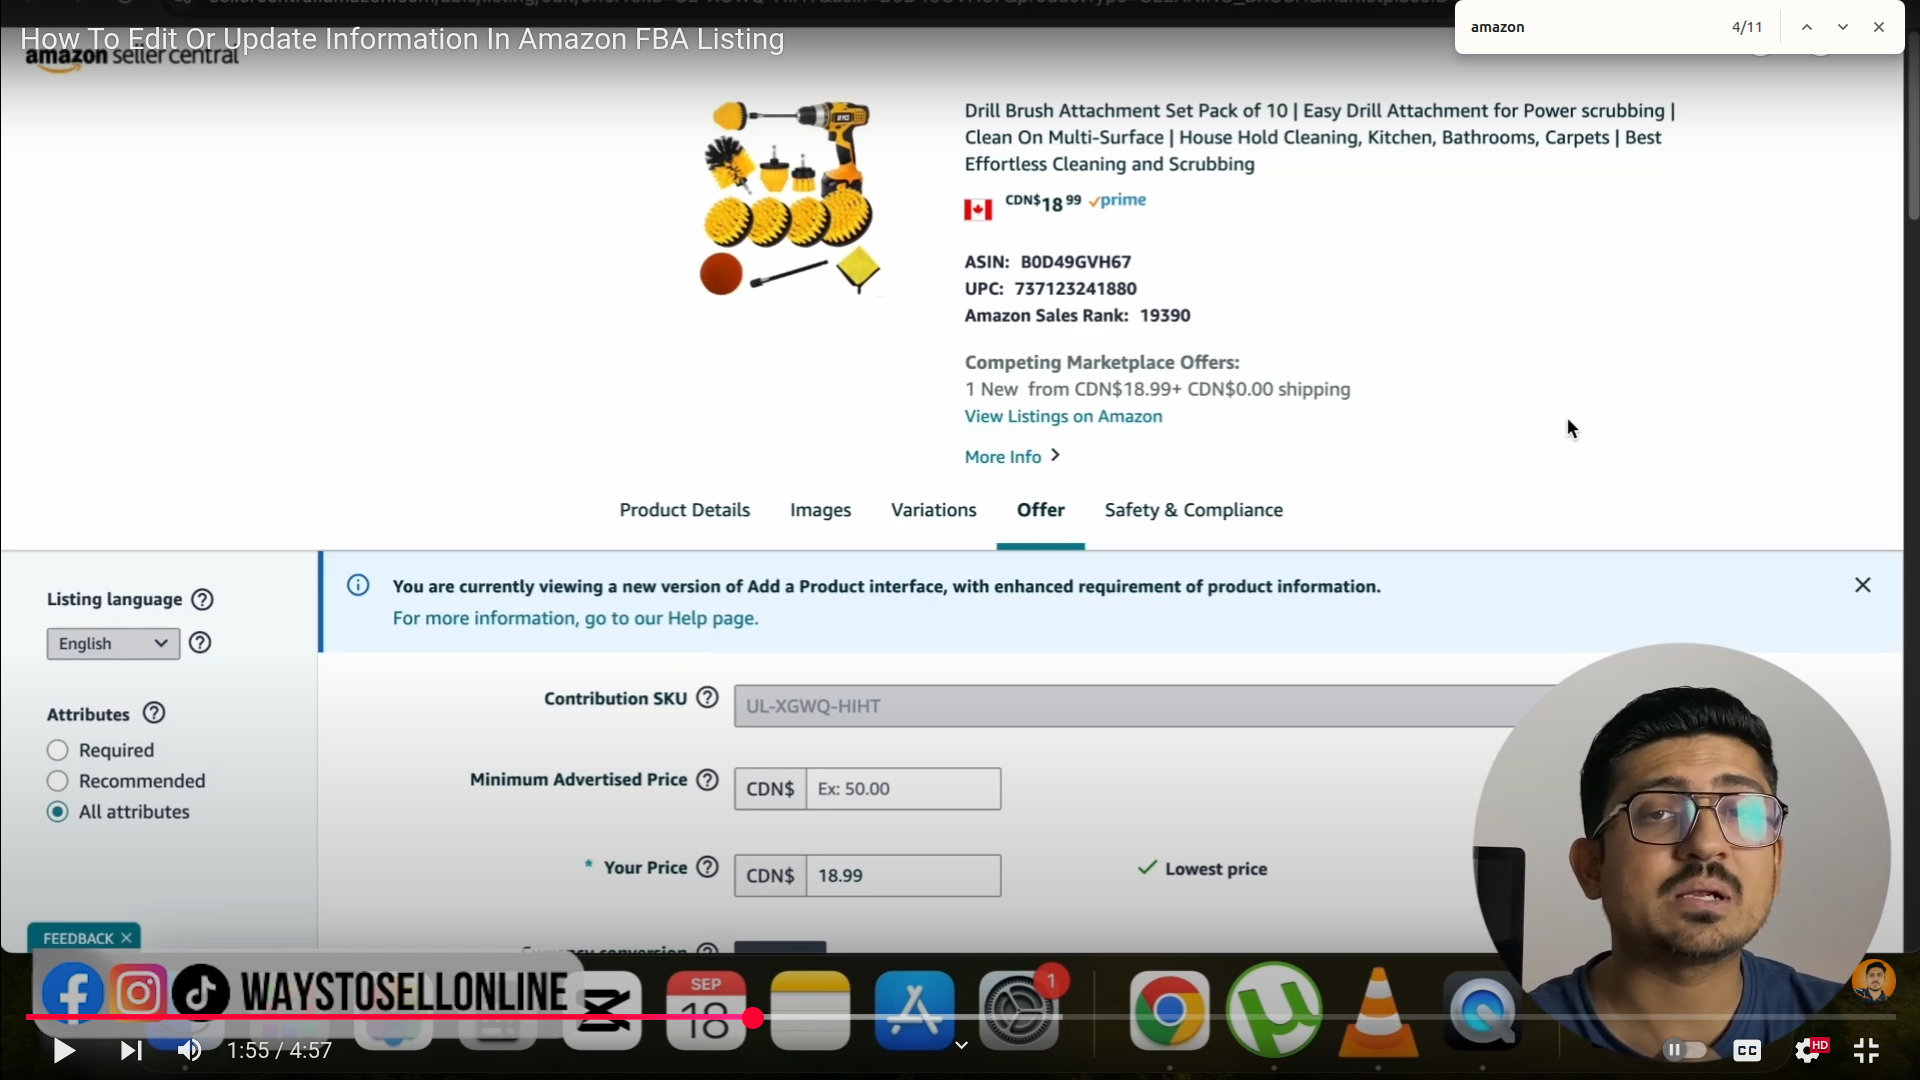 amazon 4/11
How To Edit Or Update Information In Amazon FBA Listing
amazon seller central
Drill Brush Attachment Set Pack of 10 | Easy Drill Attachment for Power scrubbing |
Clean On Multi-Surface | House Hold Cleaning, Kitchen, Bathrooms, Carpets | Best
Effortless Cleaning and Scrubbing
CDN$18 99 prime
ASIN: B0D49GVH67
UPC: 737123241880
Amazon Sales Rank: 19390
Competing Marketplace Offers:
1 New from CDN$18.99+ CDN$0.00 shipping
View Listings on Amazon
More Info
Product Details Images Variations Offer Safety & Compliance
You are currently viewing a new version of Add a Product interface, with enhanced requirement of product information.
For more information, go to our Help page.
Listing language
English
Attributes
Required
Recommended
All attributes
Contribution SKU UL-XGWQ-HIHT
Minimum Advertised Price CDN$ Ex: 50.00
* Your Price CDN$ 18.99 Lowest price
Currency conversion
FEEDBACK
WAYSTOSELLONLINE
SEP
18
1
1:55 / 4:57
CC
HD